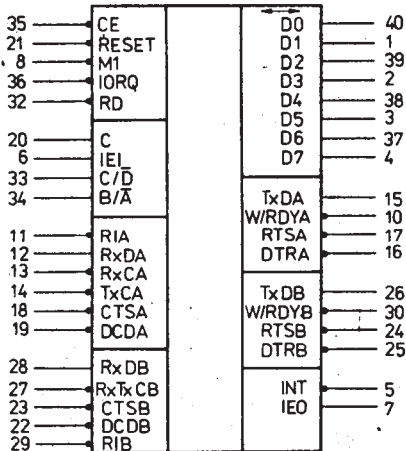 35 CE
21 RESET
8 M1
36 IORQ
32 RD
20 C
6 IEI
33 C/D̅
34 B/A̅
11 RIA
12 RxDA
13 RxCA
14 TxCA
18 CTSA
19 DCDA
28 RxDB
27 RxTxCB
23 CTSB
22 DCDB
29 RIB
D0 40
D1 1
D2 39
D3 2
D4 38
D5 3
D6 37
D7 4
TxDA 15
W/RDYA 10
RTSA 17
DTRA 16
TxDB 26
W/RDYB 30
RTSB 24
DTRB 25
INT 5
IEO 7